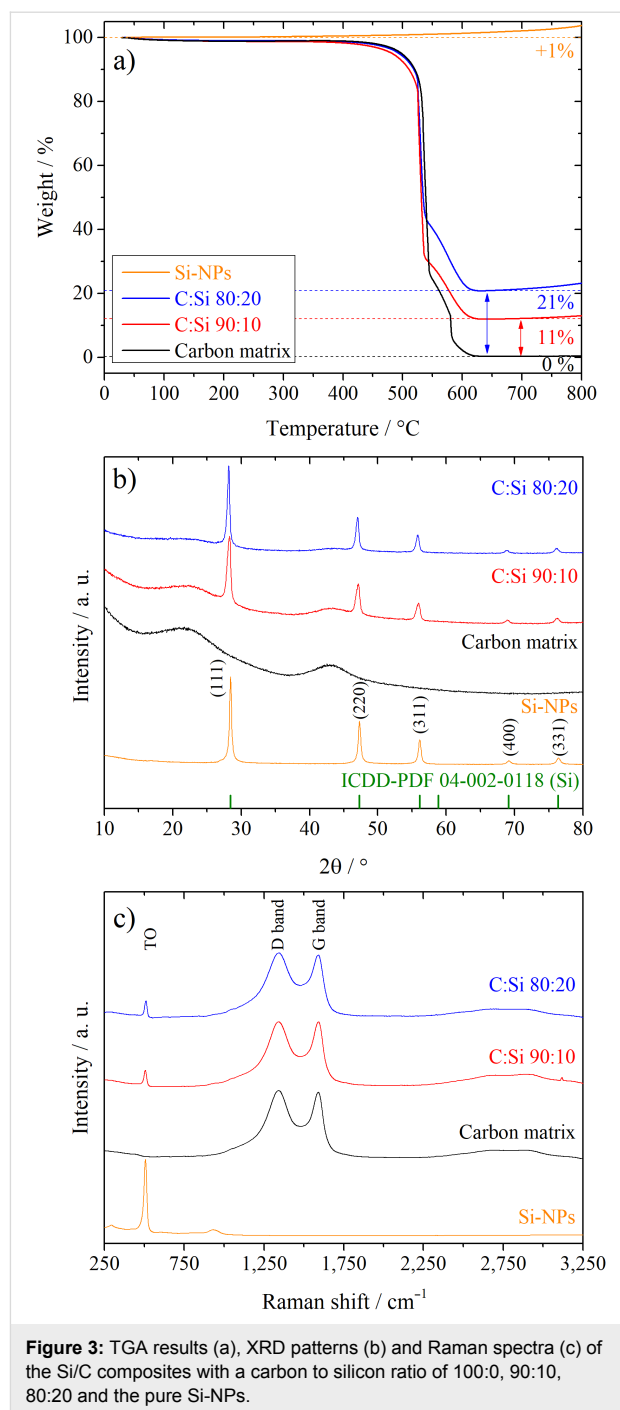 a)
100
80
60
40
20
0
Weight / %
+1%
Si-NPs
C:Si 80:20
C:Si 90:10
Carbon matrix
21%
11%
0 %
0 100 200 300 400 500 600 700 800
Temperature / °C
b)
C:Si 80:20
C:Si 90:10
Carbon matrix
Si-NPs
(111)
(220)
(311)
(400)
(331)
ICDD-PDF 04-002-0118 (Si)
Intensity / a. u.
10 20 30 40 50 60 70 80
2θ / °
c)
TO
D band
G band
C:Si 80:20
C:Si 90:10
Carbon matrix
Si-NPs
Intensity / a. u.
250 750 1,250 1,750 2,250 2,750 3,250
Raman shift / cm⁻¹
Figure 3: TGA results (a), XRD patterns (b) and Raman spectra (c) of
the Si/C composites with a carbon to silicon ratio of 100:0, 90:10,
80:20 and the pure Si-NPs.